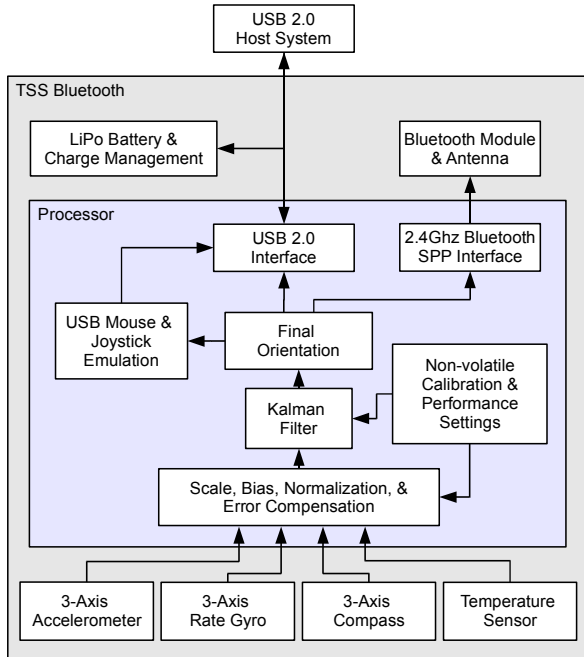 USB 2.0
Host System
TSS Bluetooth
LiPo Battery &
Charge Management
Bluetooth Module
& Antenna
Processor
USB 2.0
Interface
2.4Ghz Bluetooth
SPP Interface
USB Mouse &
Joystick
Emulation
Final
Orientation
Non-volatile
Calibration &
Performance
Settings
Kalman
Filter
Scale, Bias, Normalization, &
Error Compensation
3-Axis
Accelerometer
3-Axis
Rate Gyro
3-Axis
Compass
Temperature
Sensor